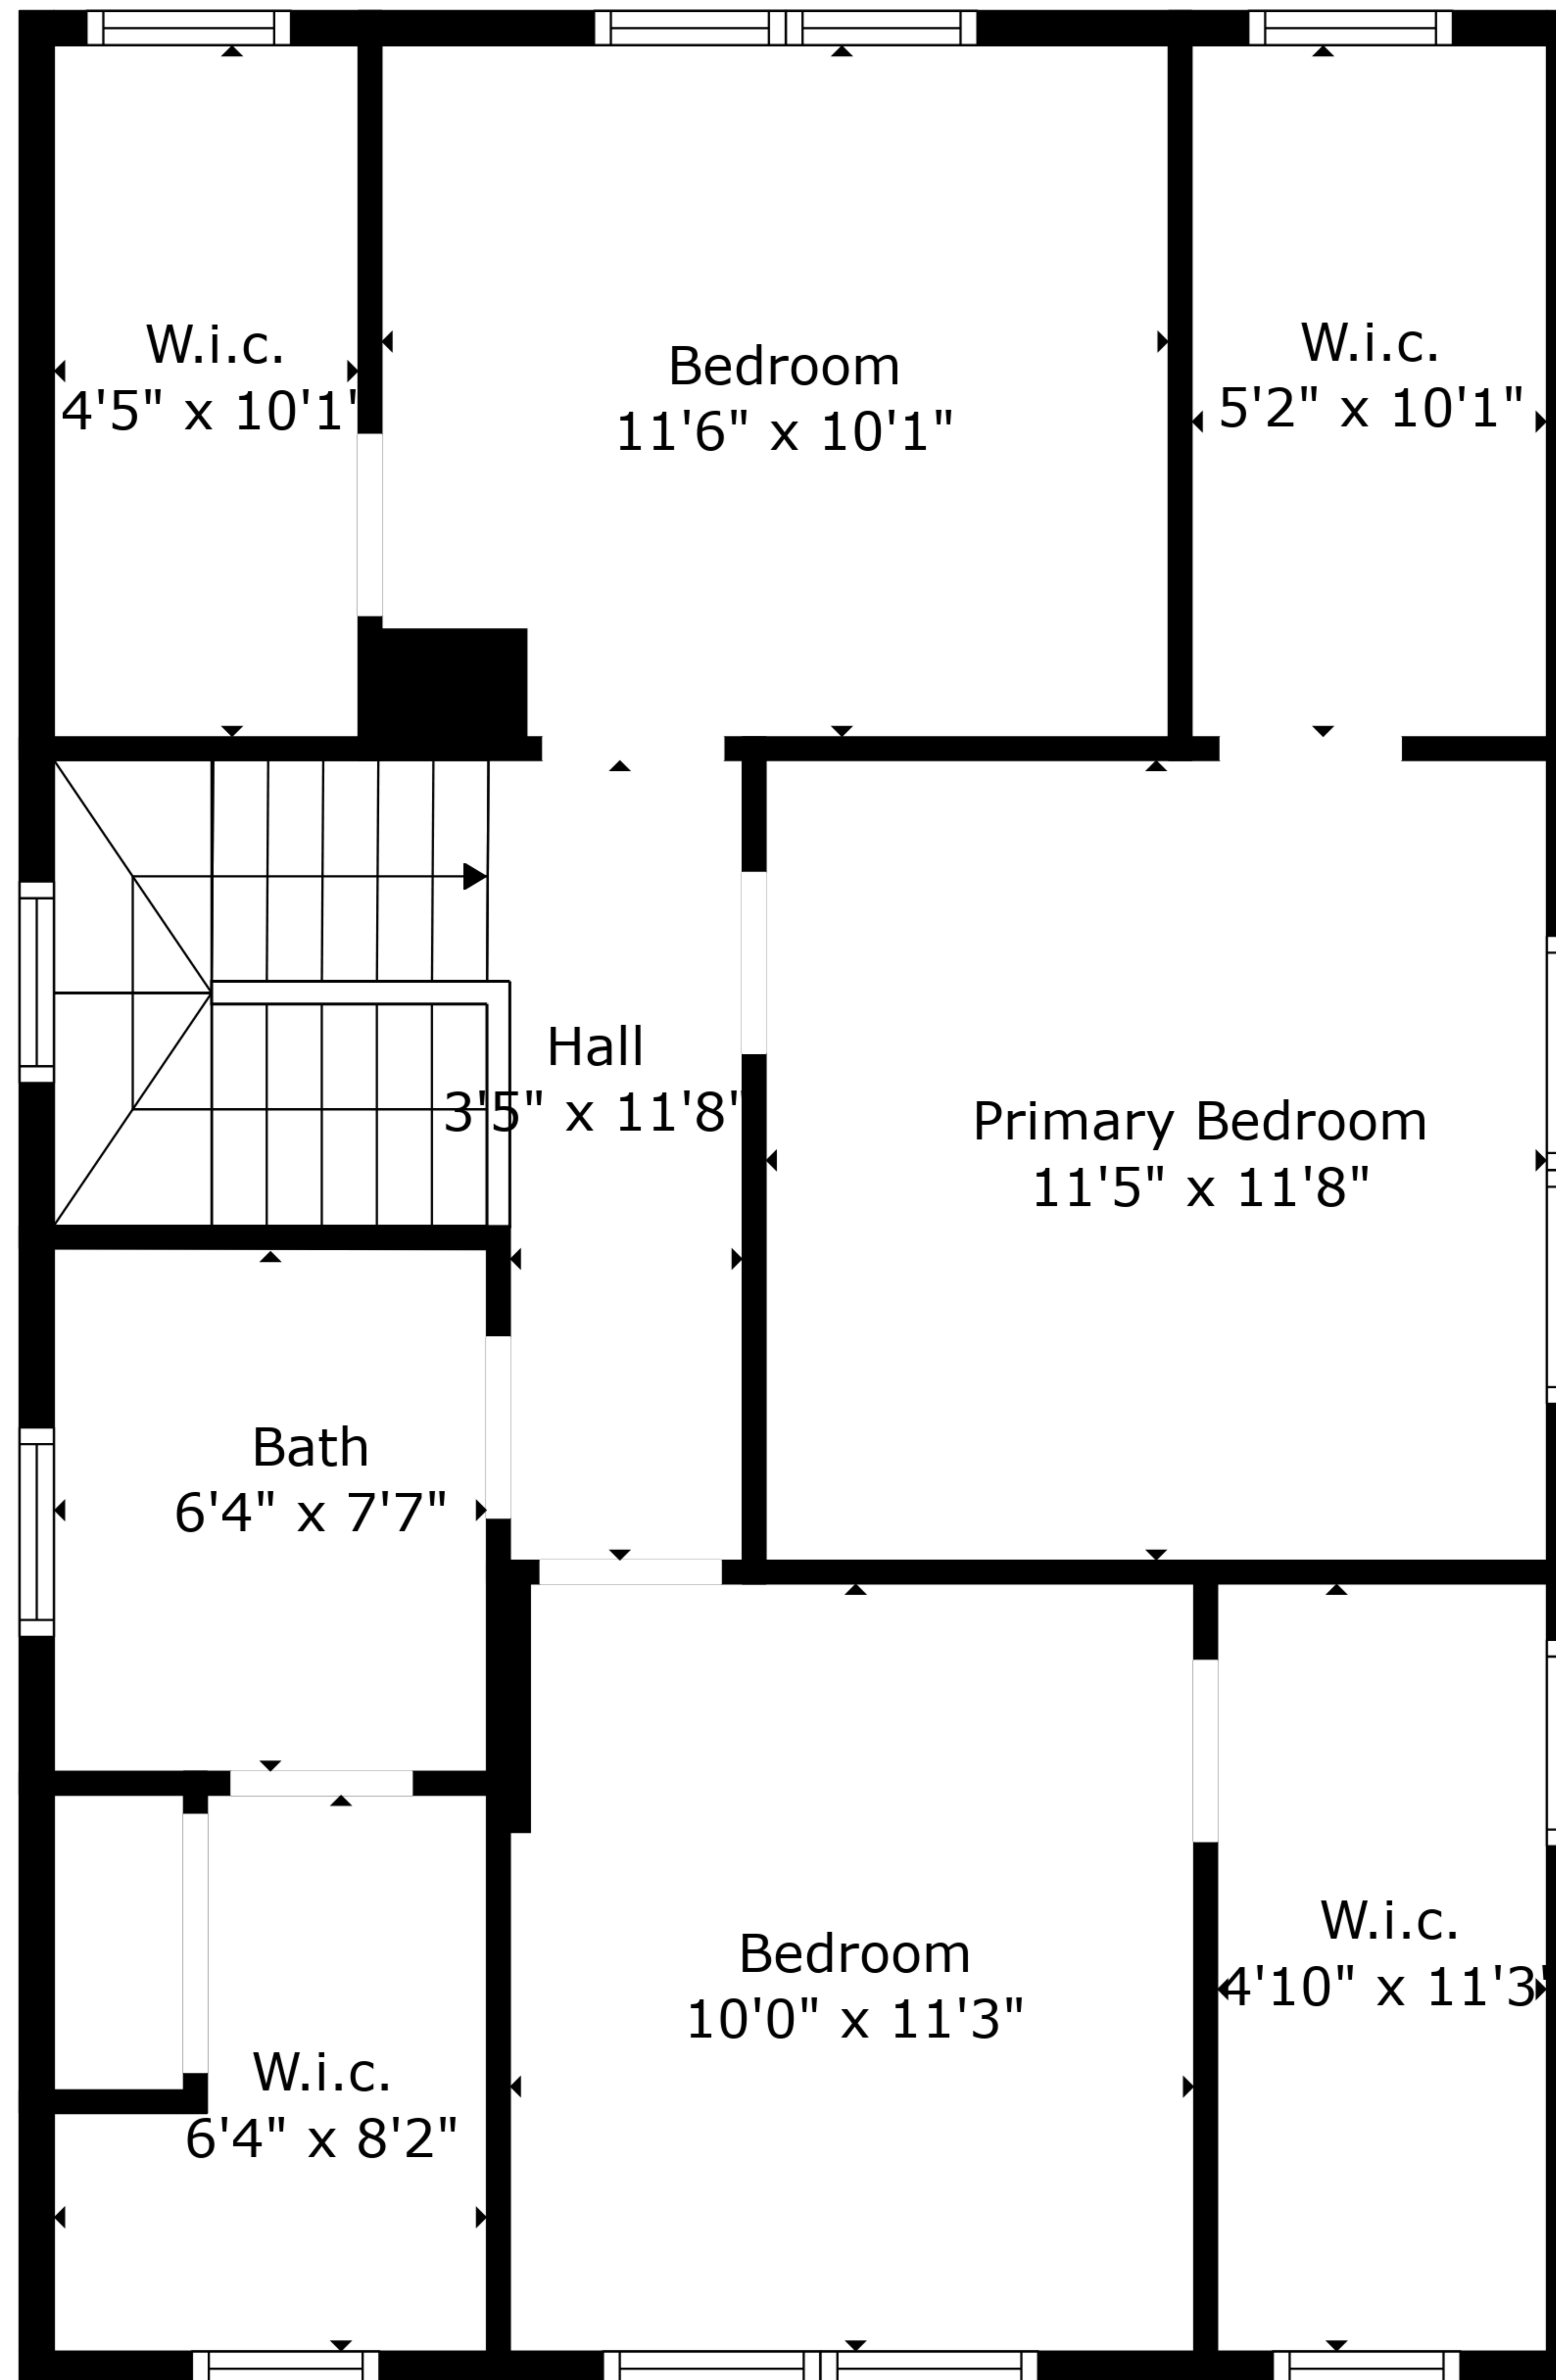 W.i.c.
4'5" x 10'1"
Bedroom
11'6" x 10'1"
W.i.c.
5'2" x 10'1"
Hall
3'5" x 11'8"
Primary Bedroom
11'5" x 11'8"
Bath
6'4" x 7'7"
Bedroom
10'0" x 11'3"
W.i.c.
4'10" x 11'3"
W.i.c.
6'4" x 8'2"